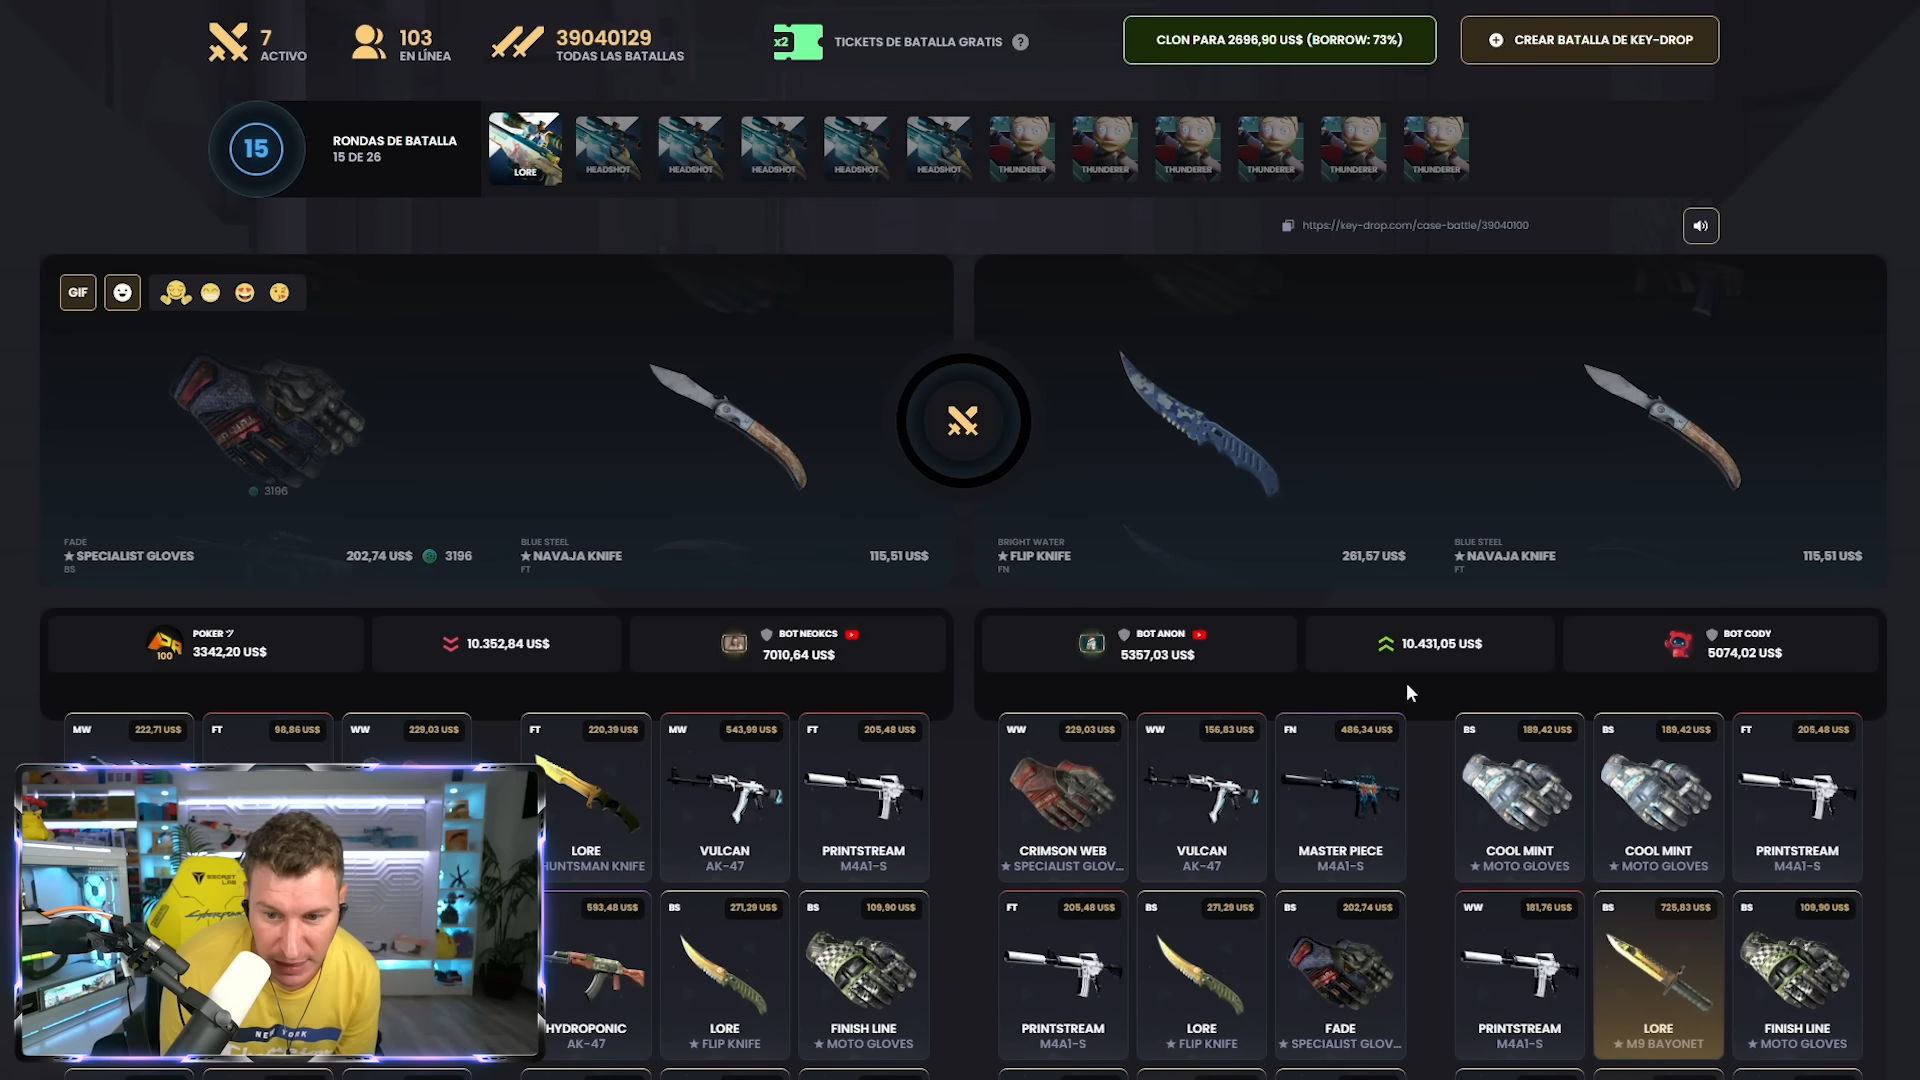 7
ACTIVO
103
EN LÍNEA
39040129
TODAS LAS BATALLAS
x2
TICKETS DE BATALLA GRATIS ?
CLON PARA 2696,90 US$ (BORROW: 73%)
CREAR BATALLA DE KEY-DROP
15
RONDAS DE BATALLA
15 DE 26
LORE
HEADSHOT
HEADSHOT
HEADSHOT
HEADSHOT
HEADSHOT
THUNDERER
THUNDERER
THUNDERER
THUNDERER
THUNDERER
THUNDERER
https://key-drop.com/case-battle/39040100
GIF
3196
FADE
★ SPECIALIST GLOVES 202,74 US$ 3196
BS
BLUE STEEL
★ NAVAJA KNIFE 115,51 US$
FT
BRIGHT WATER
★ FLIP KNIFE 261,57 US$
FN
BLUE STEEL
★ NAVAJA KNIFE 115,51 US$
FT
100
POKER ツ
3342,20 US$
10.352,84 US$
BOT NEOKCS
7010,64 US$
BOT ANON
5357,03 US$
10.431,05 US$
BOT CODY
5074,02 US$
MW 222,71 US$
FT 98,86 US$
WW 229,03 US$
FT 220,39 US$
MW 543,99 US$
FT 205,48 US$
WW 229,03 US$
WW 156,83 US$
FN 486,34 US$
BS 189,42 US$
BS 189,42 US$
FT 205,48 US$
LORE
HUNTSMAN KNIFE
VULCAN
AK-47
PRINTSTREAM
M4A1-S
CRIMSON WEB
★ SPECIALIST GLOV...
VULCAN
AK-47
MASTER PIECE
M4A1-S
COOL MINT
★ MOTO GLOVES
COOL MINT
★ MOTO GLOVES
PRINTSTREAM
M4A1-S
593,48 US$
BS 271,29 US$
BS 109,90 US$
FT 205,48 US$
BS 271,29 US$
BS 202,74 US$
WW 181,76 US$
BS 725,83 US$
BS 109,90 US$
HYDROPONIC
AK-47
LORE
★ FLIP KNIFE
FINISH LINE
★ MOTO GLOVES
PRINTSTREAM
M4A1-S
LORE
★ FLIP KNIFE
FADE
★ SPECIALIST GLOV...
PRINTSTREAM
M4A1-S
LORE
★ M9 BAYONET
FINISH LINE
★ MOTO GLOVES
SECRET
LAB
NEW YORK